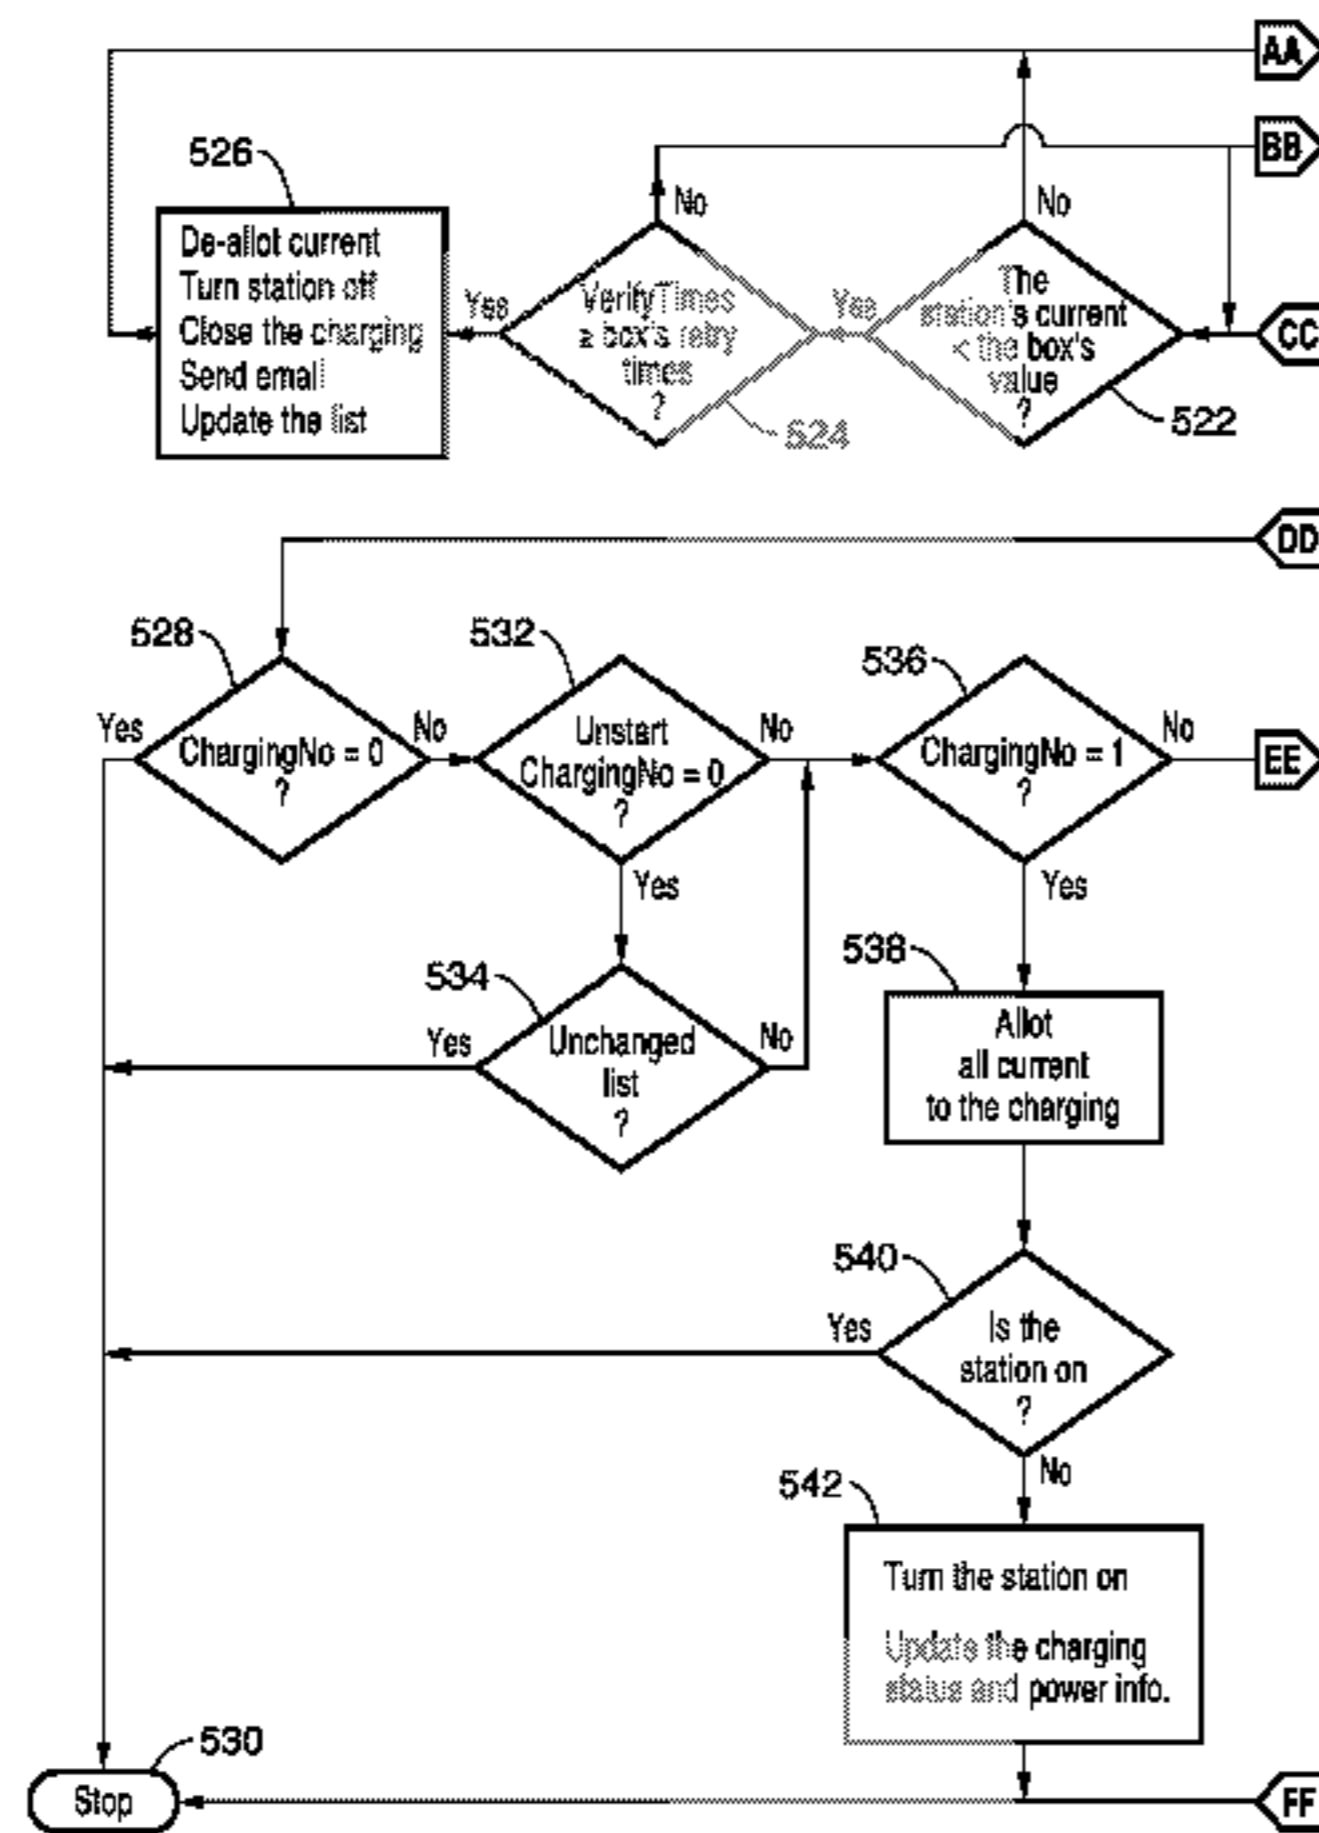 AA
BB
526
No
No
De-allot current
Turn station off
Close the charging
Send email
Update the list
Yes
VerifyTimes
≥ box's retry
times
?
Yes
The
station's current
< the box's
value
?
CC
524
522
DD
528
532
536
Yes
ChargingNo = 0
?
No
Unstart
ChargingNo = 0
?
No
ChargingNo = 1
?
No
EE
Yes
Yes
534
538
Yes
Unchanged
list
?
No
Allot
all current
to the charging
540
Yes
Is the
station on
?
No
542
Turn the station on
Update the charging
status and power info.
530
Stop
FF